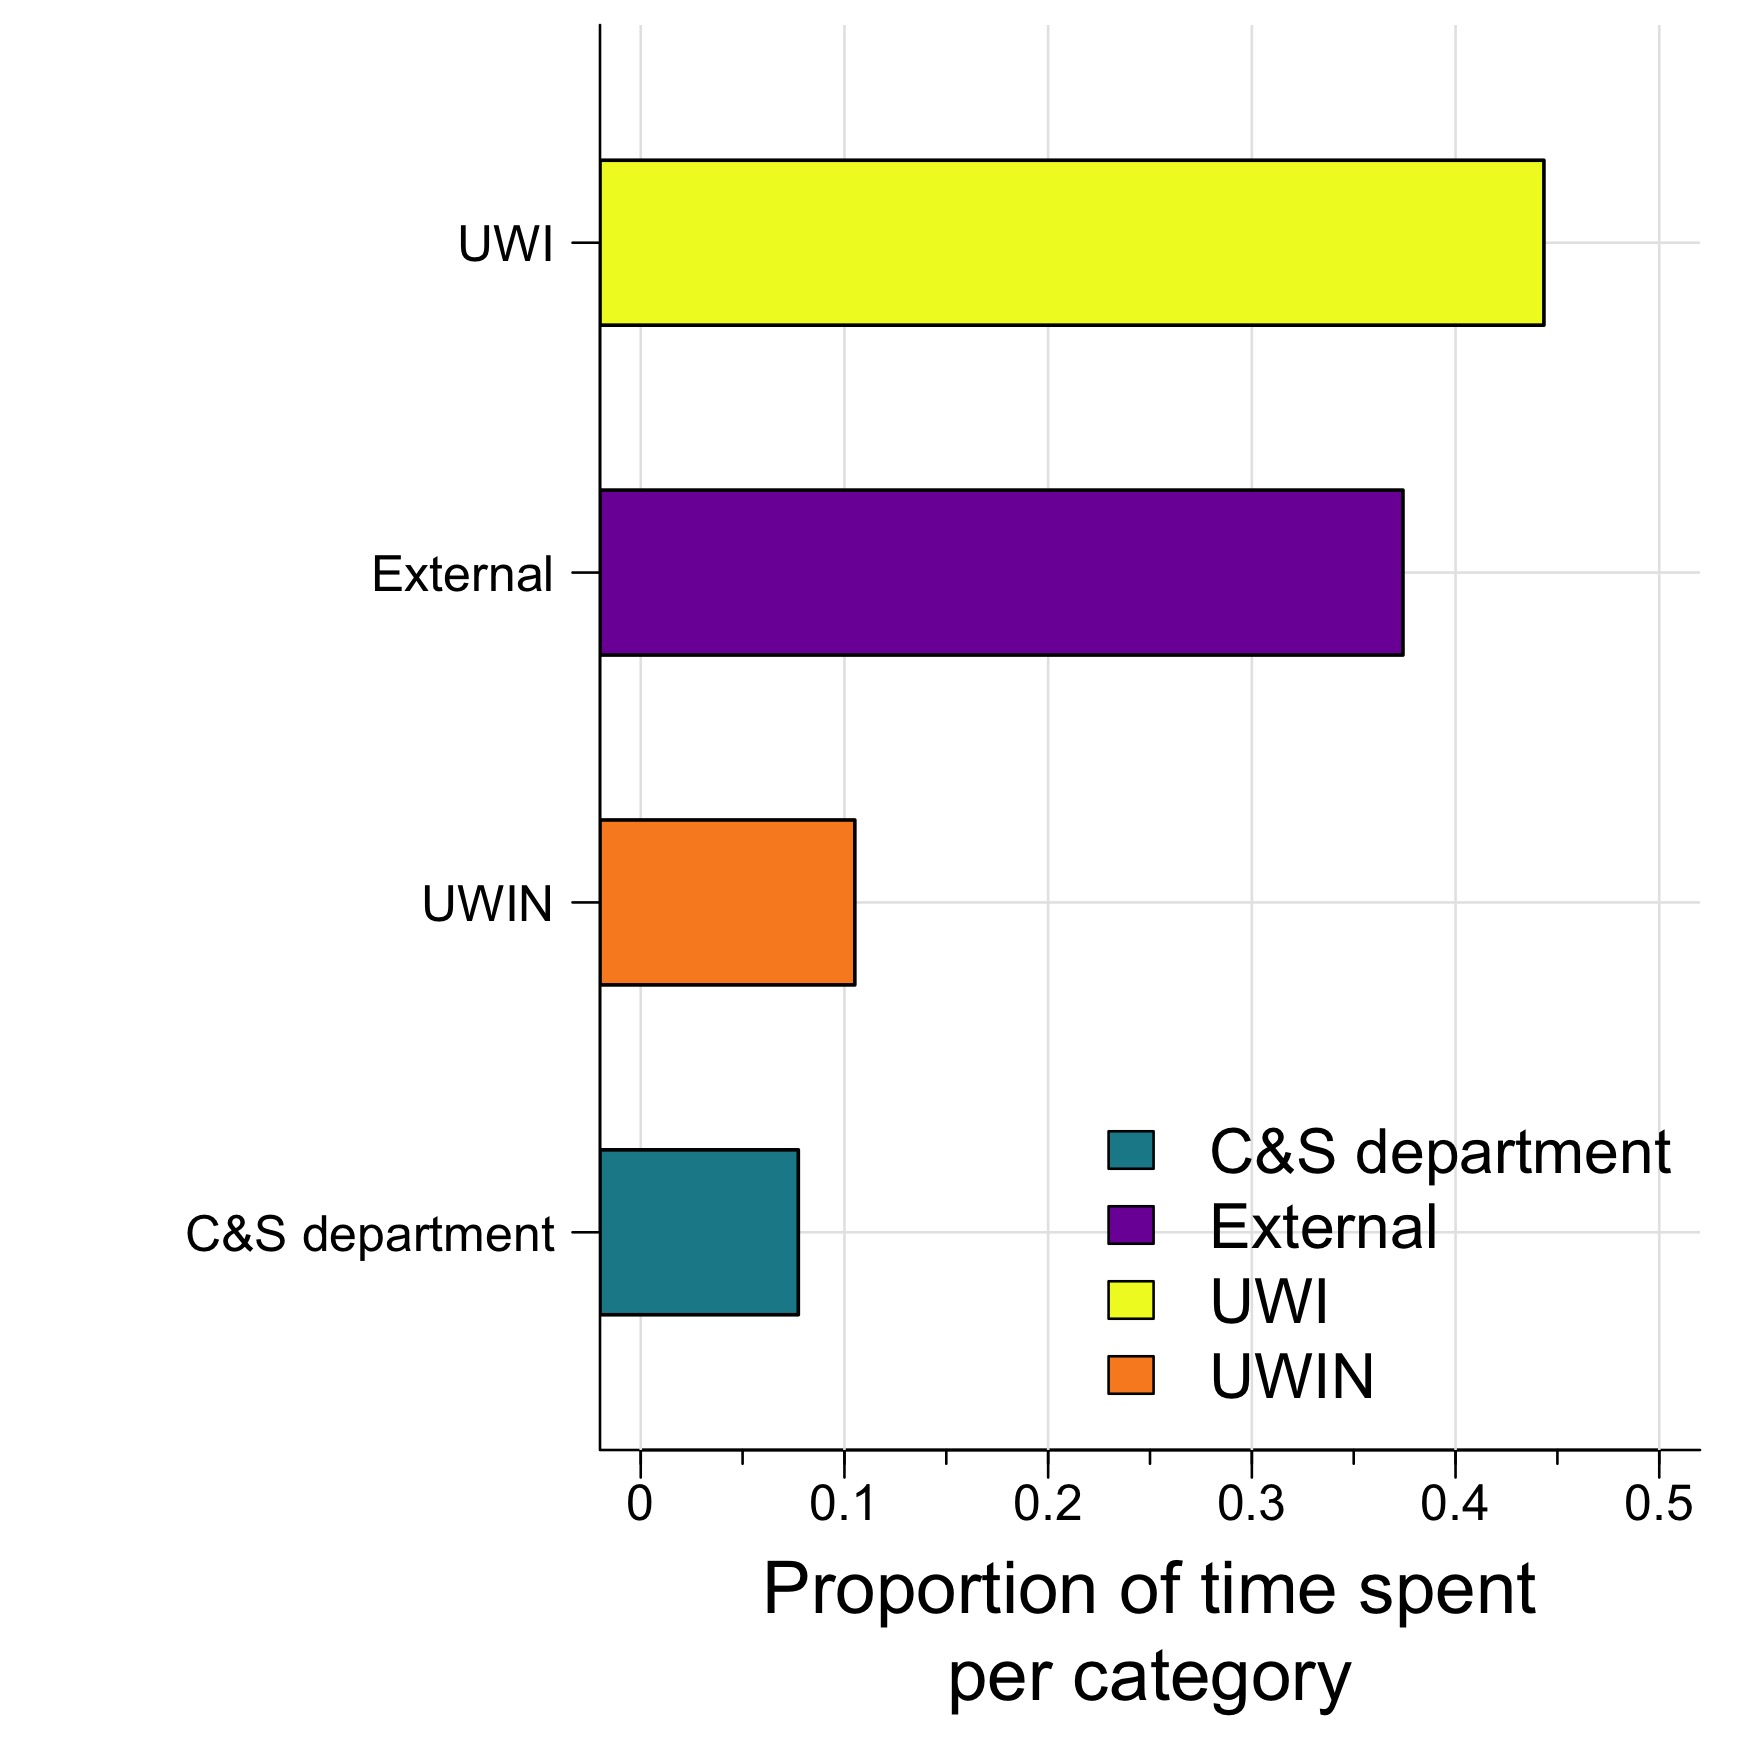 UWI
External
UWIN
C&S department
C&S department
External
UWI
UWIN
0 0.1 0.2 0.3 0.4 0.5
Proportion of time spent
per category